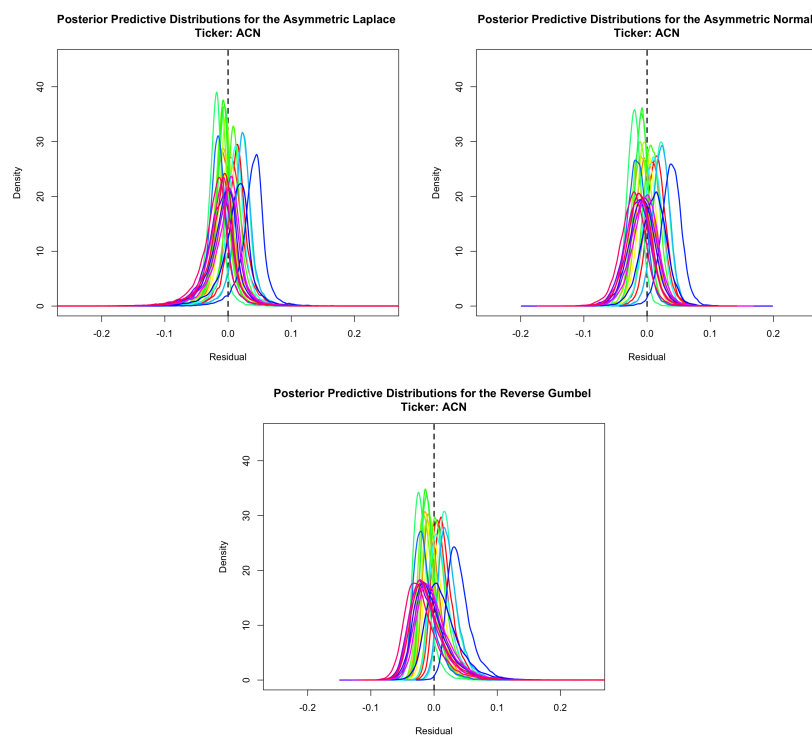 Posterior Predictive Distributions for the Asymmetric Laplace
Ticker: ACN
Density
0
10
20
30
40
-0.2
-0.1
0.0
0.1
0.2
Residual
Posterior Predictive Distributions for the Asymmetric Normal
Ticker: ACN
Density
0
10
20
30
40
-0.2
-0.1
0.0
0.1
0.2
Residual
Posterior Predictive Distributions for the Reverse Gumbel
Ticker: ACN
Density
0
10
20
30
40
-0.2
-0.1
0.0
0.1
0.2
Residual